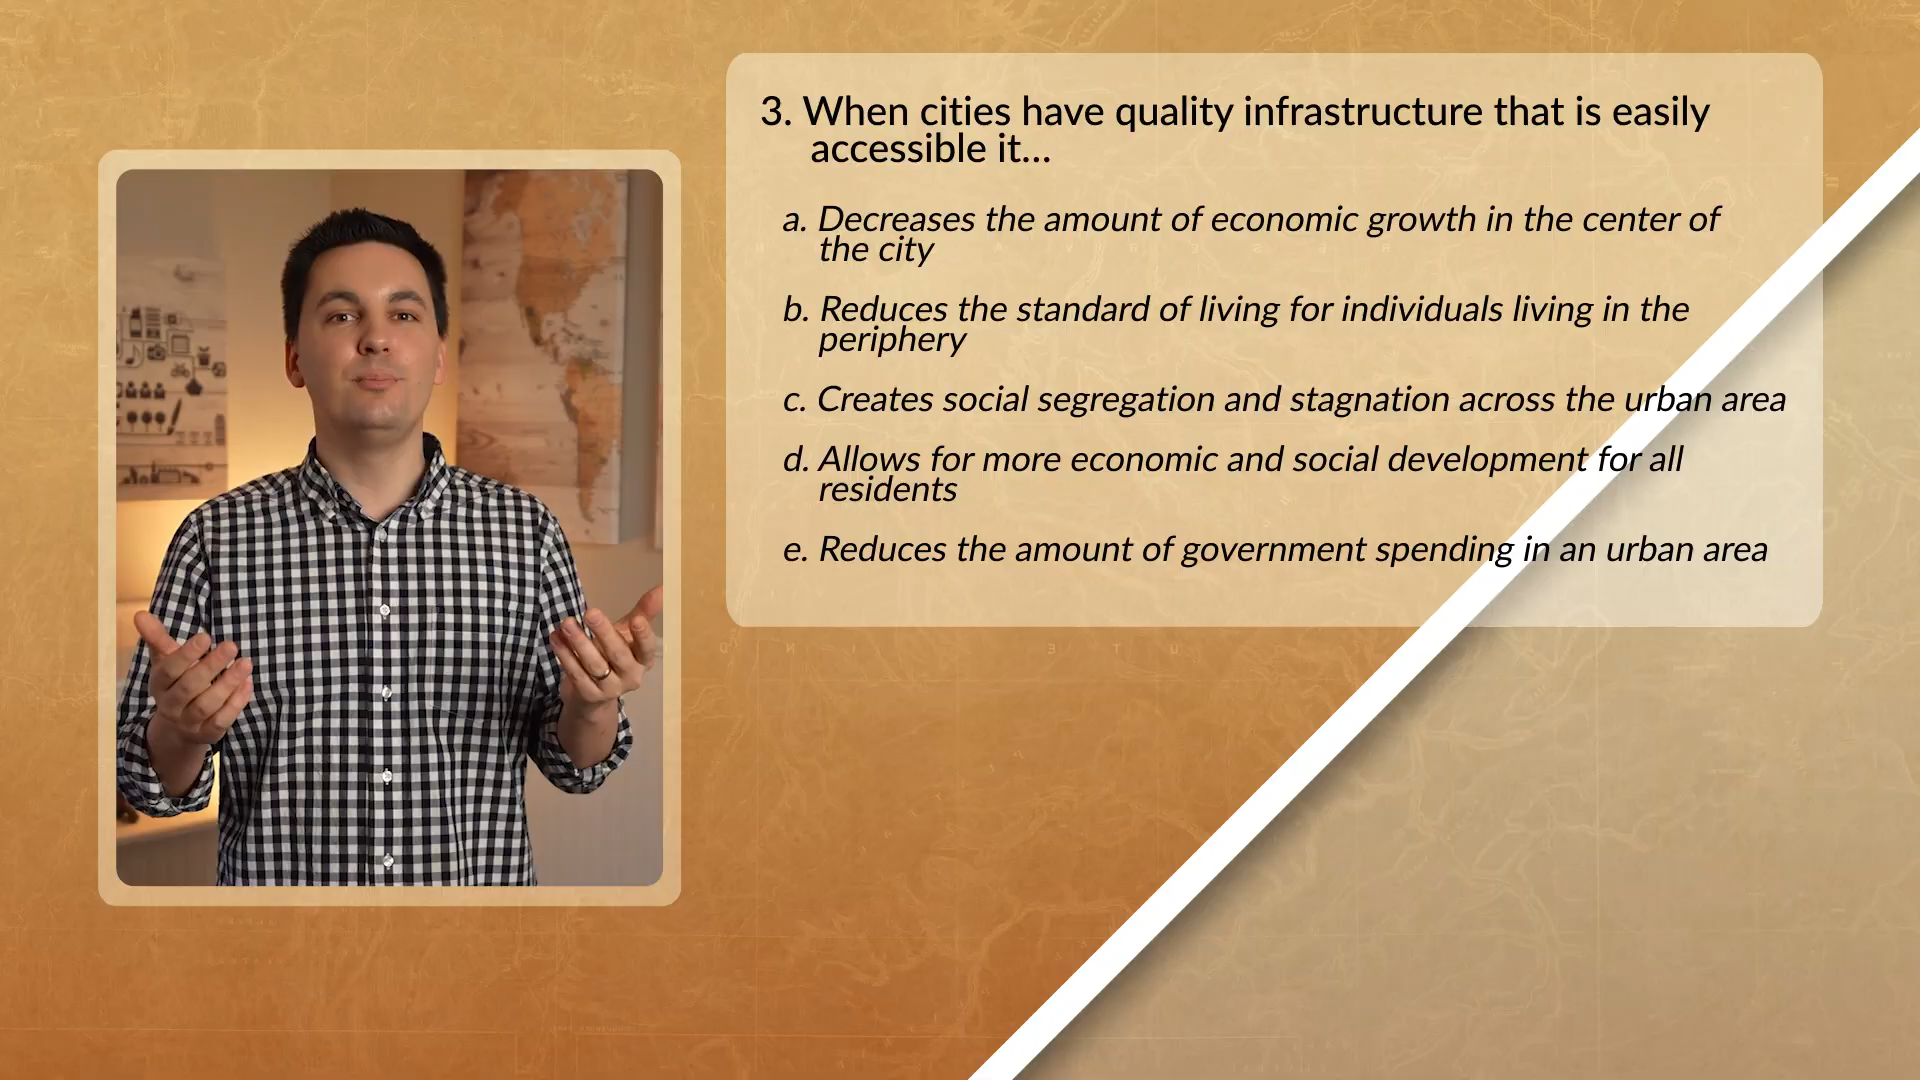 3. When cities have quality infrastructure that is easily
accessible it...
a. Decreases the amount of economic growth in the center of
the city
b. Reduces the standard of living for individuals living in the
periphery
c. Creates social segregation and stagnation across the urban area
d. Allows for more economic and social development for all
residents
e. Reduces the amount of government spending in an urban area